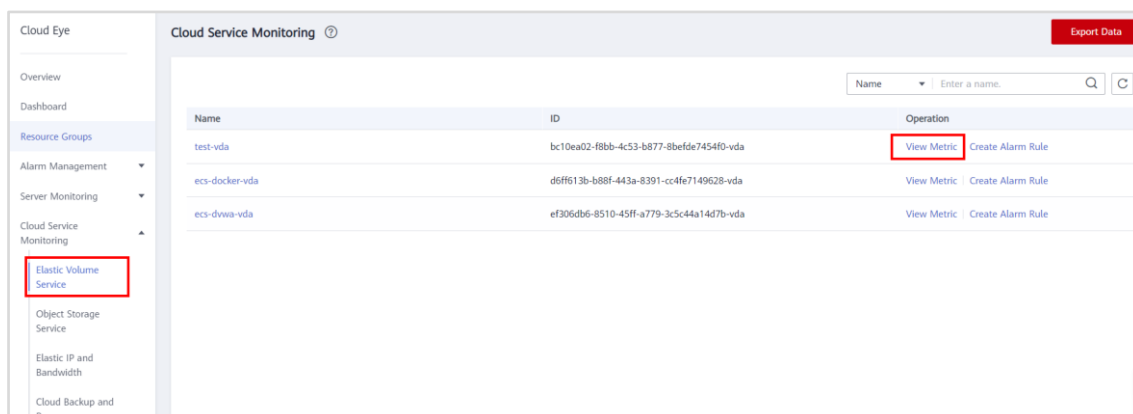 Cloud Eye
Overview
Dashboard
Resource Groups
Alarm Management
Server Monitoring
Cloud Service
Monitoring
Elastic Volume
Service
Object Storage
Service
Elastic IP and
Bandwidth
Cloud Backup and
Cloud Service Monitoring ?
Export Data
Name Enter a name.
Name ID Operation
test-vda bc10ea02-f8bb-4c53-b877-8befde7454f0-vda View Metric Create Alarm Rule
ecs-docker-vda d6ff613b-b88f-443a-8391-cc4fe7149628-vda View Metric Create Alarm Rule
ecs-dvwa-vda ef306db6-8510-45ff-a779-3c5c44a14d7b-vda View Metric Create Alarm Rule